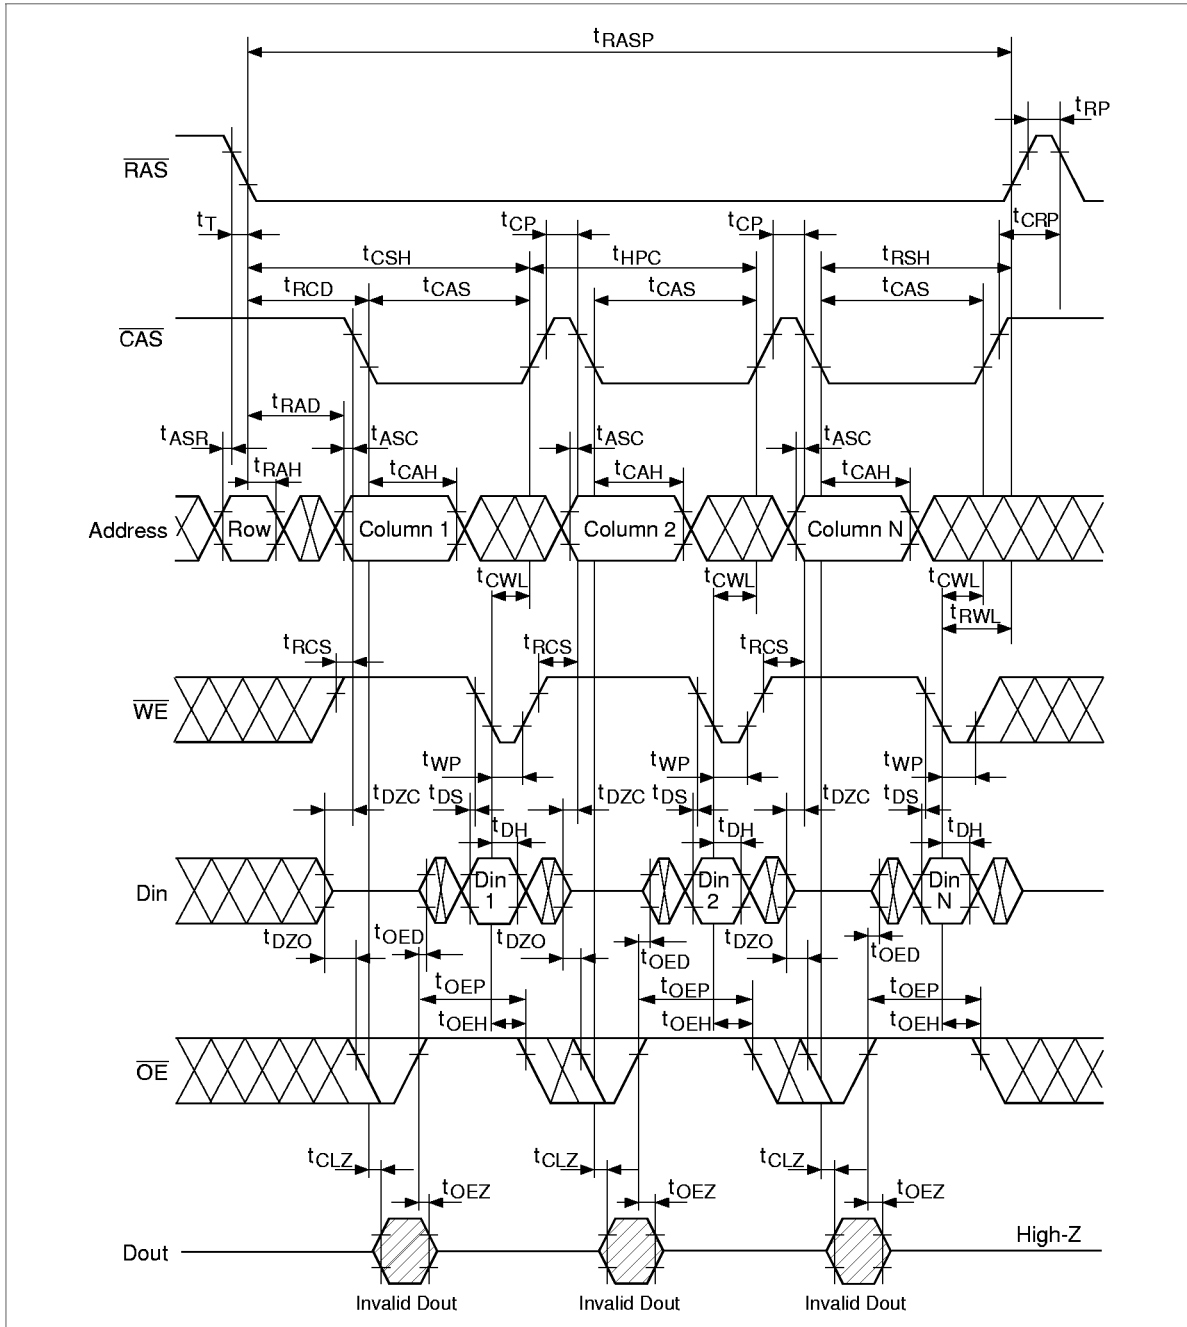 tRASP
tRP
RAS
tT
tCP
tCP
tCRP
tCSH
tHPC
tRSH
tRCD
tCAS
tCAS
tCAS
CAS
tRAD
tASR
tASC
tASC
tASC
tRAH
tCAH
tCAH
tCAH
Address
Row
Column 1
Column 2
Column N
tCWL
tCWL
tCWL
tRWL
tRCS
tRCS
tRCS
WE
tWP
tWP
tWP
tDZC
tDS
tDZC
tDS
tDZC
tDS
tDH
tDH
tDH
Din
Din
1
Din
2
Din
N
tDZO
tOED
tDZO
tOED
tDZO
tOED
tOEP
tOEP
tOEP
tOEH
tOEH
tOEH
OE
tCLZ
tCLZ
tCLZ
tOEZ
tOEZ
tOEZ
Dout
High-Z
Invalid Dout
Invalid Dout
Invalid Dout